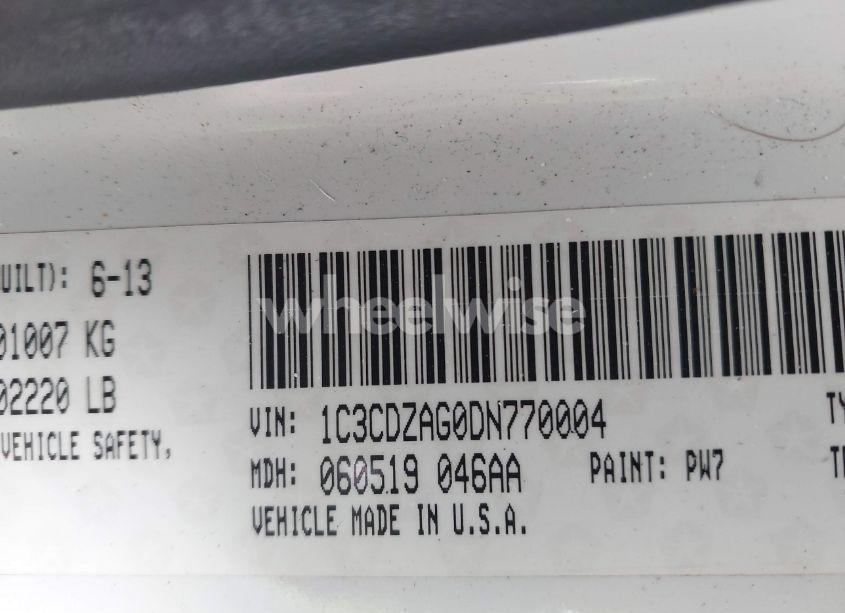 UILT): 6-13
01007 KG
02220 LB
VEHICLE SAFETY,
wheelwise
VIN: 1C3CDZAG0DN770004
MDH: 060519 046AA
PAINT: PW7
VEHICLE MADE IN U.S.A.
TY